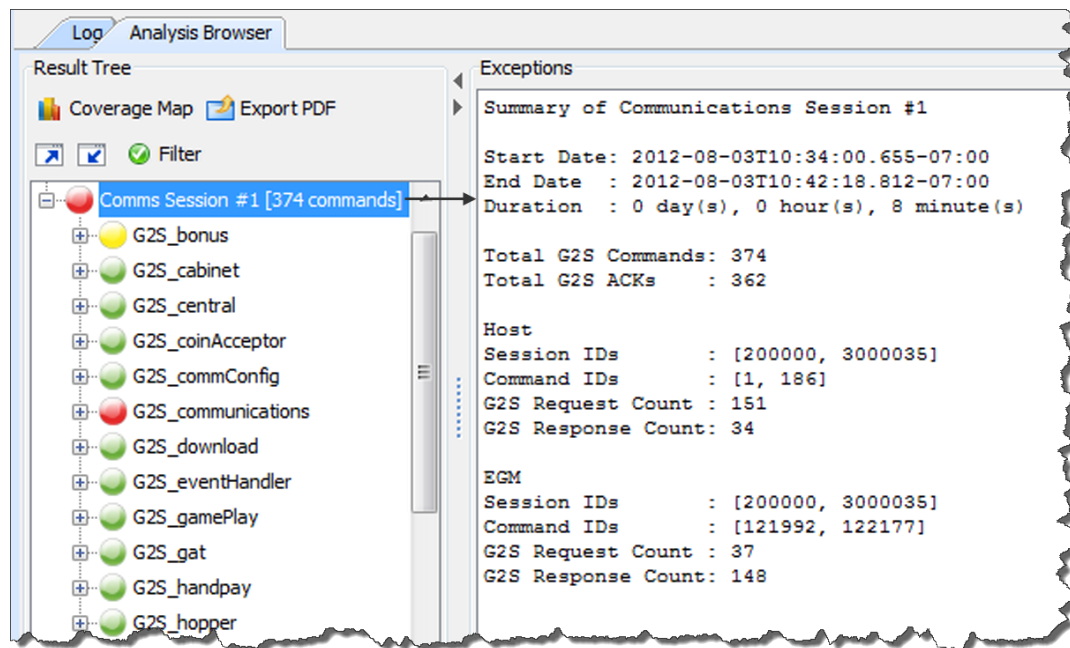 Log
Analysis Browser
Result Tree
Coverage Map
Export PDF
Filter
Comms Session #1 [374 commands]
G2S_bonus
G2S_cabinet
G2S_central
G2S_coinAcceptor
G2S_commConfig
G2S_communications
G2S_download
G2S_eventHandler
G2S_gamePlay
G2S_gat
G2S_handpay
G2S_hopper
Exceptions
Summary of Communications Session #1
Start Date: 2012-08-03T10:34:00.655-07:00
End Date  : 2012-08-03T10:42:18.812-07:00
Duration  : 0 day(s), 0 hour(s), 8 minute(s)
Total G2S Commands: 374
Total G2S ACKs    : 362
Host
Session IDs       : [200000, 3000035]
Command IDs       : [1, 186]
G2S Request Count : 151
G2S Response Count: 34
EGM
Session IDs       : [200000, 3000035]
Command IDs       : [121992, 122177]
G2S Request Count : 37
G2S Response Count: 148